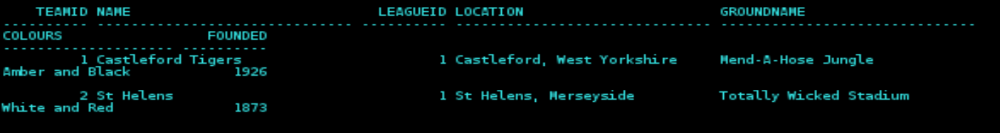 TEAMID NAME LEAGUEID LOCATION GROUNDNAME
---------- ------------------------------ ---------- ------------------------------ ------------------------------
COLOURS FOUNDED
-------------------- ----------
1 Castleford Tigers 1 Castleford, West Yorkshire Mend-A-Hose Jungle
Amber and Black 1926
2 St Helens 1 St Helens, Merseyside Totally Wicked Stadium
White and Red 1873